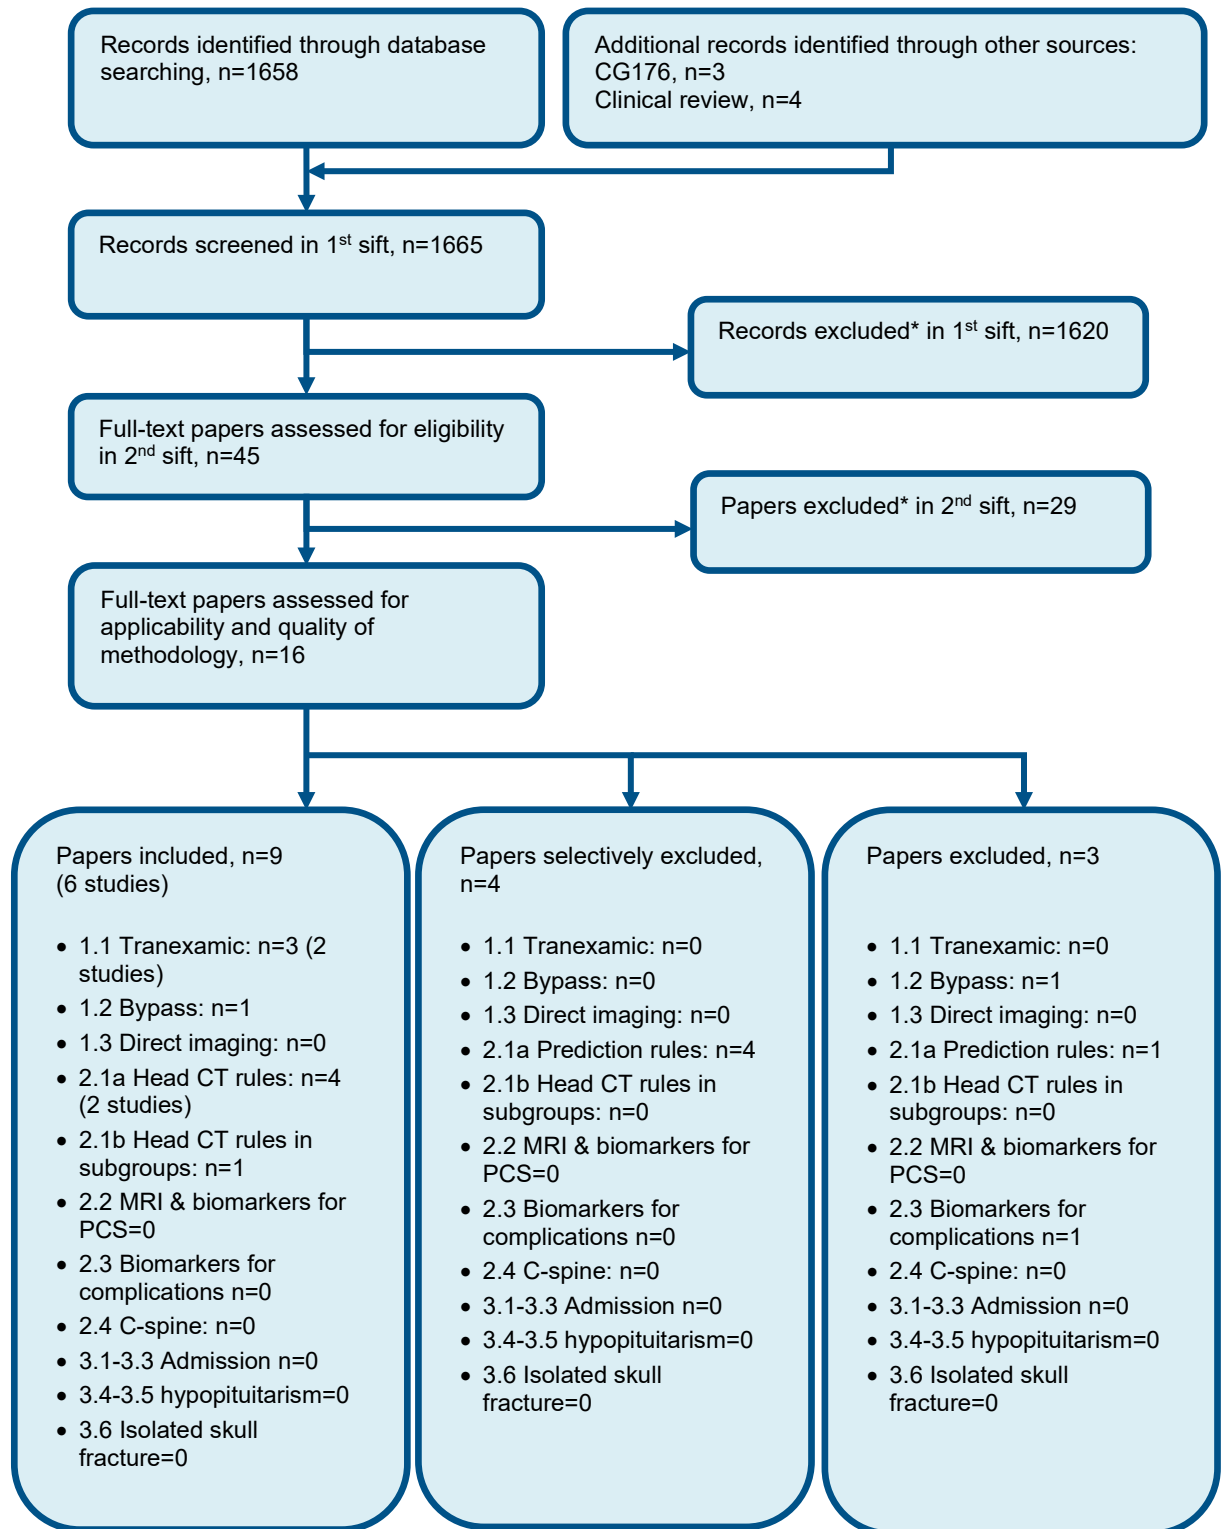 Records identified through database
searching, n=1658
Additional records identified through other sources:
CG176, n=3
Clinical review, n=4
Records screened in 1st sift, n=1665
Records excluded* in 1st sift, n=1620
Full-text papers assessed for eligibility
in 2nd sift, n=45
Papers excluded* in 2nd sift, n=29
Full-text papers assessed for
applicability and quality of
methodology, n=16
Papers included, n=9
(6 studies)
• 1.1 Tranexamic: n=3 (2
studies)
• 1.2 Bypass: n=1
• 1.3 Direct imaging: n=0
• 2.1a Head CT rules: n=4
(2 studies)
• 2.1b Head CT rules in
subgroups: n=1
• 2.2 MRI & biomarkers for
PCS=0
• 2.3 Biomarkers for
complications n=0
• 2.4 C-spine: n=0
• 3.1-3.3 Admission n=0
• 3.4-3.5 hypopituitarism=0
• 3.6 Isolated skull
fracture=0
Papers selectively excluded,
n=4
• 1.1 Tranexamic: n=0
• 1.2 Bypass: n=0
• 1.3 Direct imaging: n=0
• 2.1a Prediction rules: n=4
• 2.1b Head CT rules in
subgroups: n=0
• 2.2 MRI & biomarkers for
PCS=0
• 2.3 Biomarkers for
complications n=0
• 2.4 C-spine: n=0
• 3.1-3.3 Admission n=0
• 3.4-3.5 hypopituitarism=0
• 3.6 Isolated skull
fracture=0
Papers excluded, n=3
• 1.1 Tranexamic: n=0
• 1.2 Bypass: n=1
• 1.3 Direct imaging: n=0
• 2.1a Prediction rules: n=1
• 2.1b Head CT rules in
subgroups: n=0
• 2.2 MRI & biomarkers for
PCS=0
• 2.3 Biomarkers for
complications n=1
• 2.4 C-spine: n=0
• 3.1-3.3 Admission n=0
• 3.4-3.5 hypopituitarism=0
• 3.6 Isolated skull
fracture=0